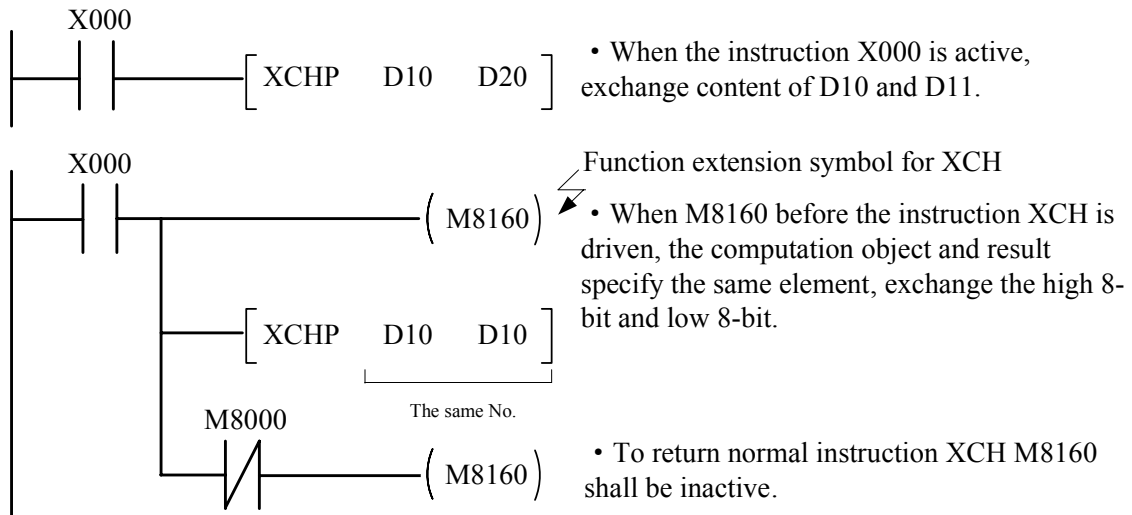 X000
XCHP D10 D20
• When the instruction X000 is active,
exchange content of D10 and D11.
X000
Function extension symbol for XCH
M8160
• When M8160 before the instruction XCH is
driven, the computation object and result
specify the same element, exchange the high 8-
bit and low 8-bit.
XCHP D10 D10
The same No.
M8000
M8160
• To return normal instruction XCH M8160
shall be inactive.